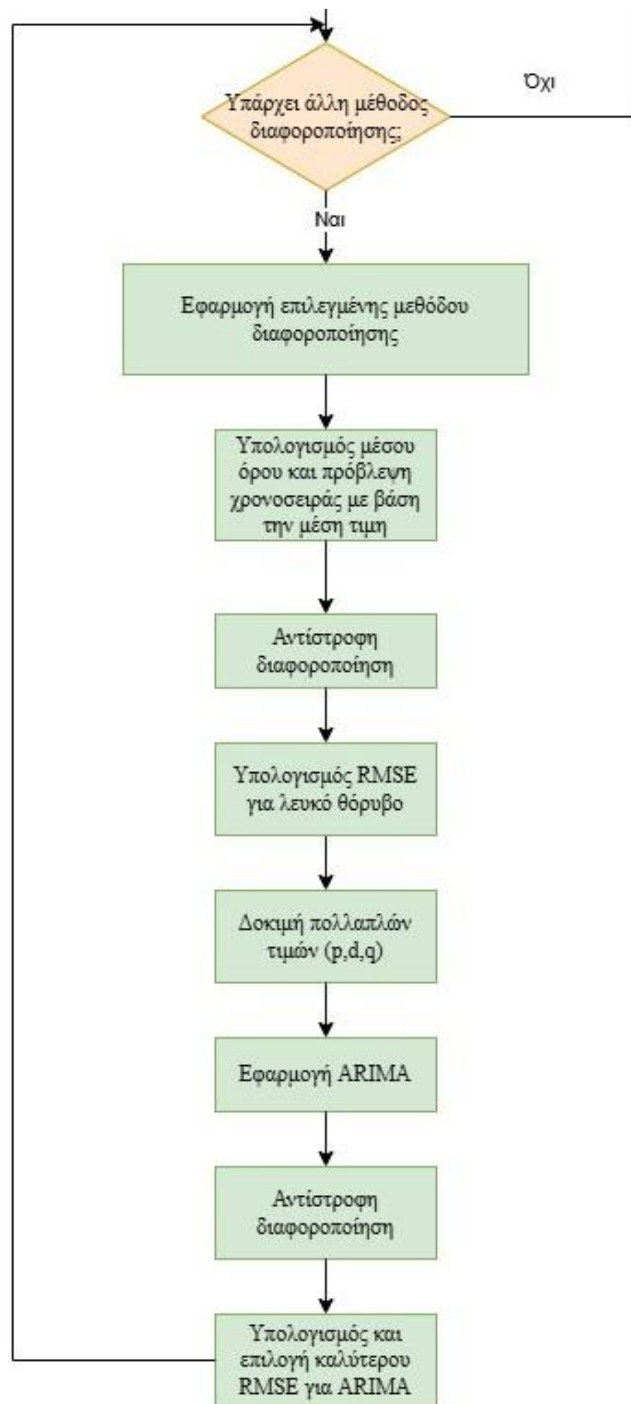 Υπάρχει άλλη μέθοδος
διαφοροποίησης;
Όχι
Ναι
Εφαρμογή επιλεγμένης μεθόδου
διαφοροποίησης
Υπολογισμός μέσου
όρου και πρόβλεψη
χρονοσειράς με βάση
την μέση τιμη
Αντίστροφη
διαφοροποίηση
Υπολογισμός RMSE
για λευκό θόρυβο
Δοκιμή πολλαπλών
τιμών (p,d,q)
Εφαρμογή ARIMA
Αντίστροφη
διαφοροποίηση
Υπολογισμός και
επιλογή καλύτερου
RMSE για ARIMA